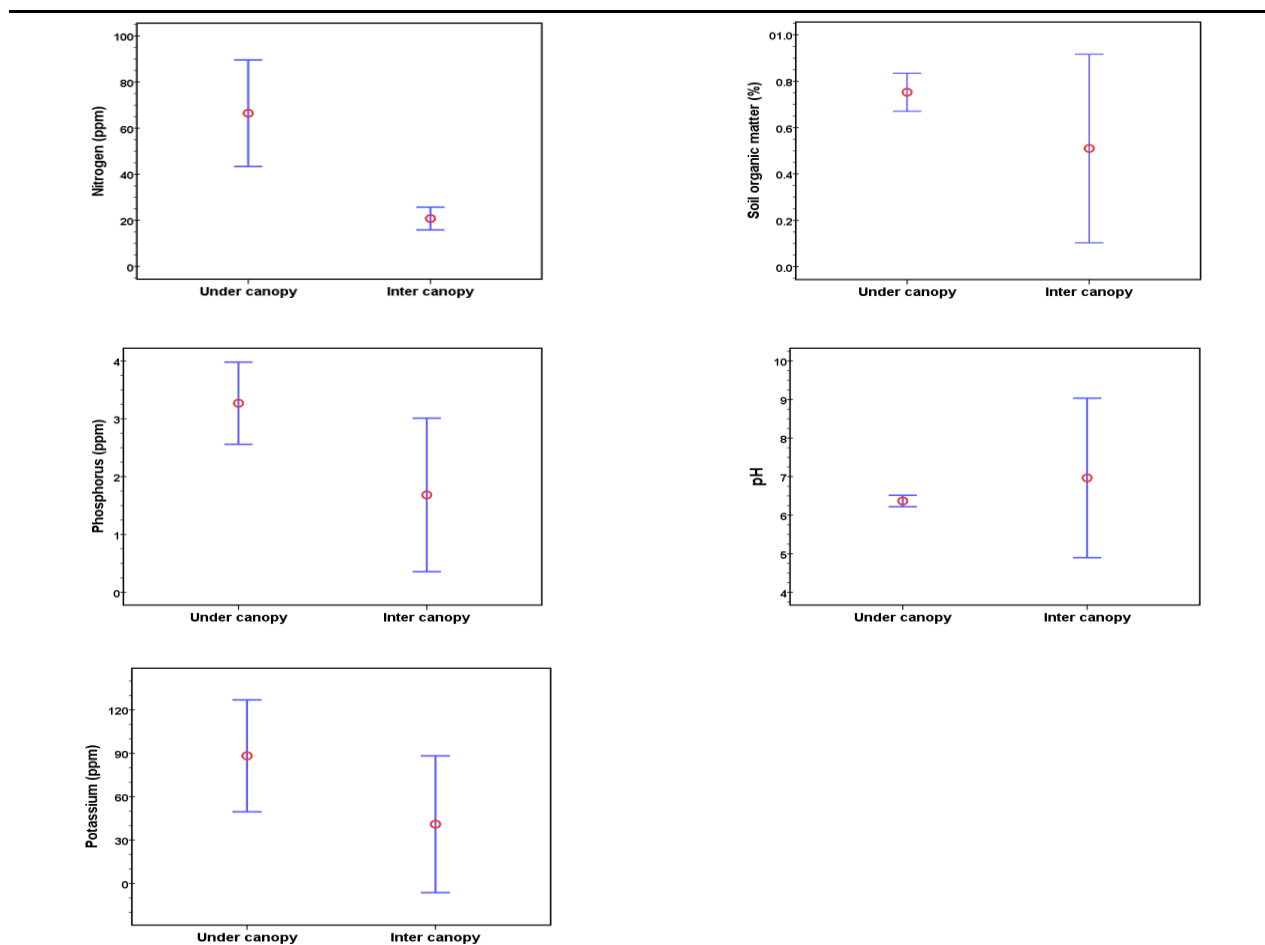 Nitrogen (ppm)
100
80
60
40
20
0
Under canopy
Inter canopy
Soil organic matter (%)
01.0
0.8
0.6
0.4
0.2
0.0
Under canopy
Inter canopy
Phosphorus (ppm)
4
3
2
1
0
Under canopy
Inter canopy
pH
10
9
8
7
6
5
4
Under canopy
Inter canopy
Potassium (ppm)
120
90
60
30
0
Under canopy
Inter canopy